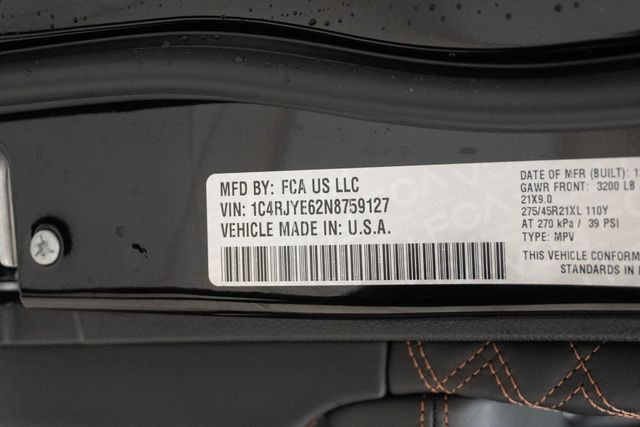 MFD BY: FCA US LLC
VIN: 1C4RJYE62N8759127
VEHICLE MADE IN: U.S.A.
DATE OF MFR (BUILT):
GAWR FRONT: 3200 LB
21X9.0
275/45R21XL 110Y
AT 270 kPa / 39 PSI
TYPE: MPV
THIS VEHICLE CONFORM
STANDARDS IN